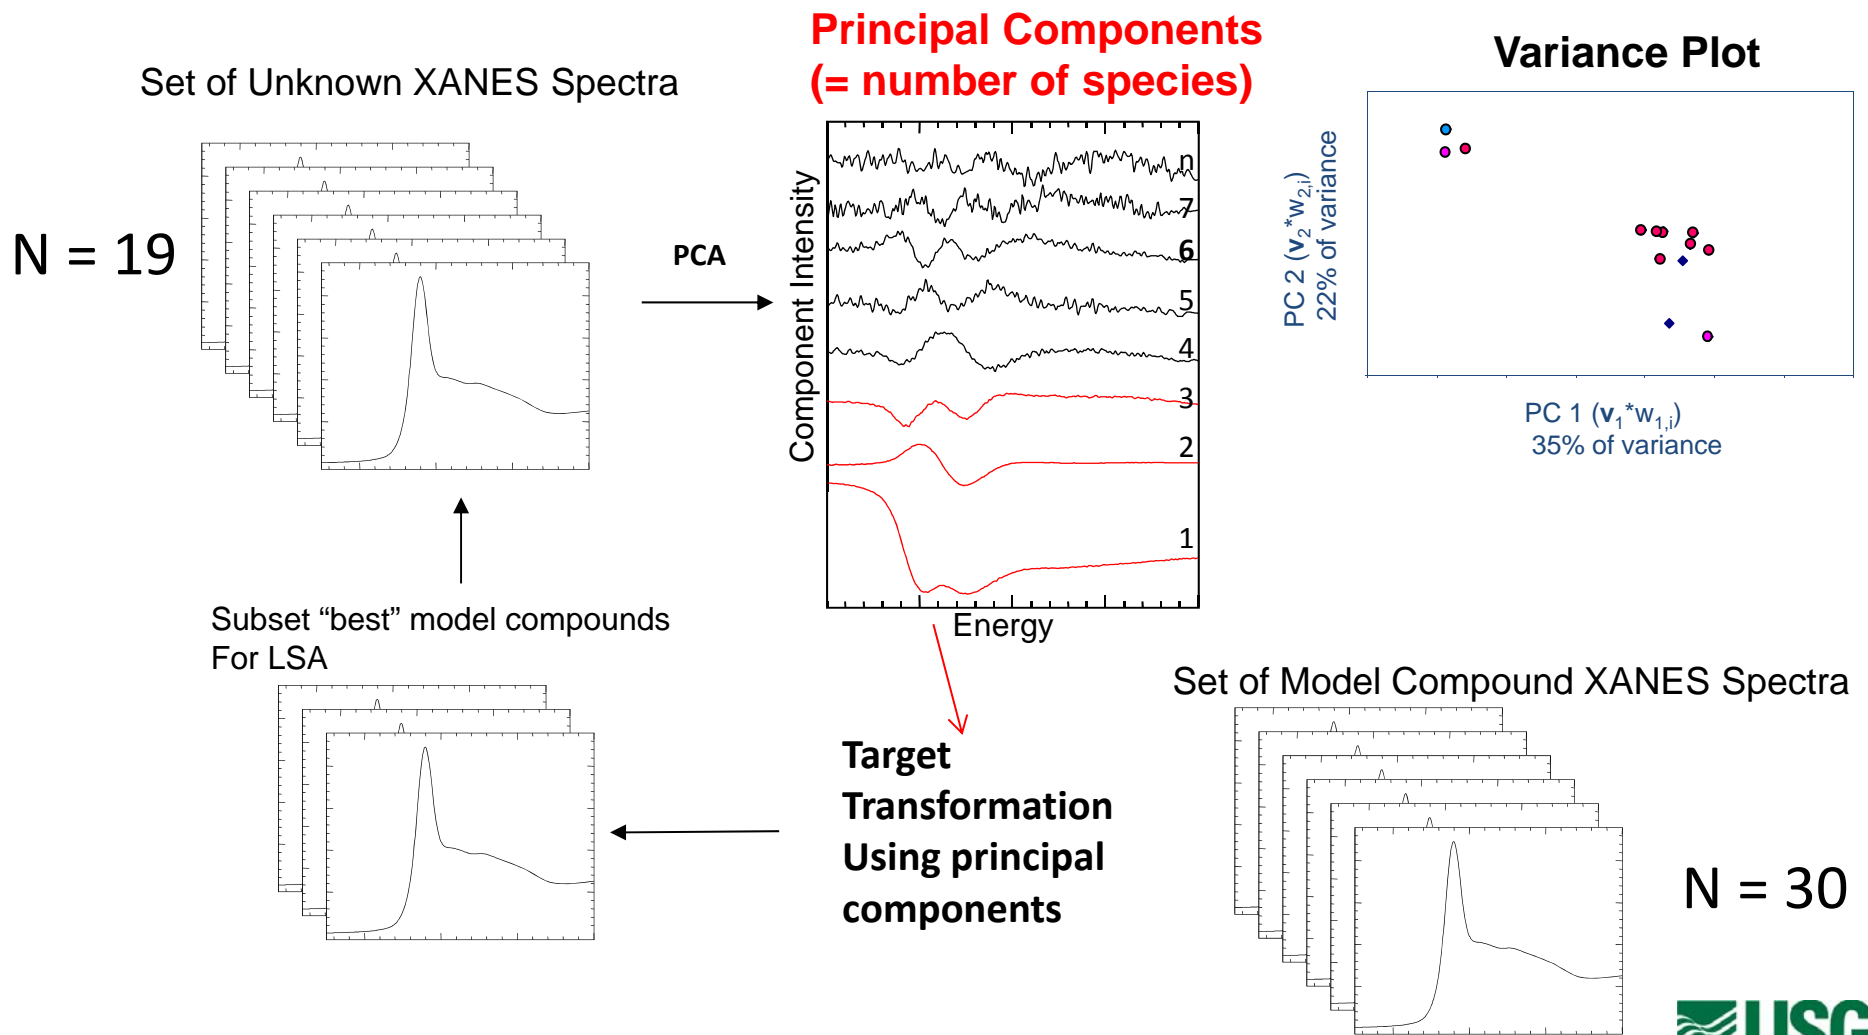 Principal Components
(= number of species)
Variance Plot
Set of Unknown XANES Spectra
N = 19
PCA
Component Intensity
n
7
6
5
4
3
2
1
Energy
PC 2 (v2*w2,i)
22% of variance
PC 1 (v1*w1,i)
35% of variance
Subset “best” model compounds
For LSA
Target
Transformation
Using principal
components
Set of Model Compound XANES Spectra
N = 30